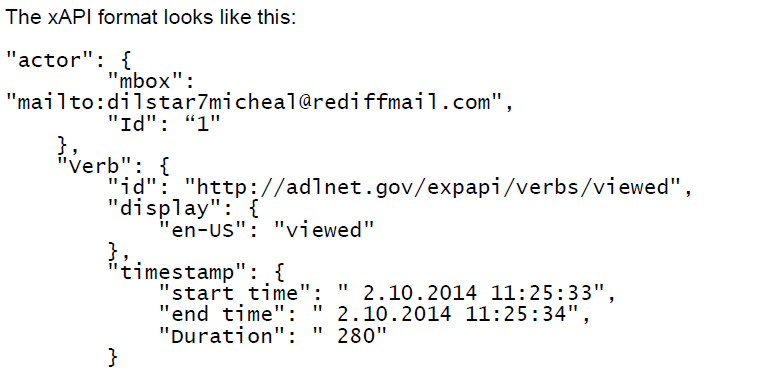 The xAPI format looks like this:
"actor": {
"mbox":
"mailto:dilstar7micheal@rediffmail.com",
"Id": “1"
},
"Verb": {
"id": "http://adlnet.gov/expapi/verbs/viewed",
"display": {
"en-US": "viewed"
},
"timestamp": {
"start time": " 2.10.2014 11:25:33",
"end time": " 2.10.2014 11:25:34",
"Duration": " 280"
}